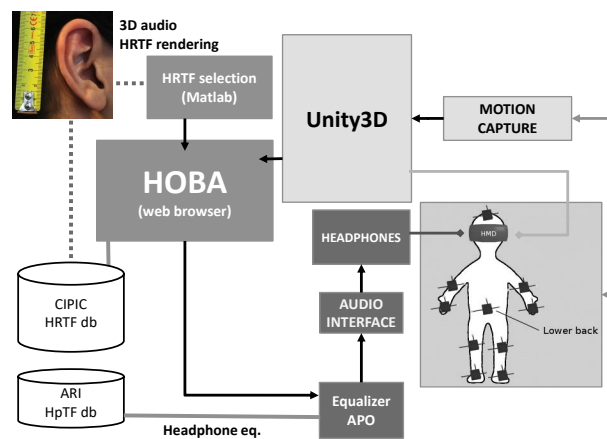 3D audio
HRTF rendering
HRTF selection
(Matlab)
Unity3D
MOTION
CAPTURE
HOBA
(web browser)
HEADPHONES
HMD
CIPIC
HRTF db
AUDIO
INTERFACE
Lower back
ARI
HpTF db
Equalizer
APO
Headphone eq.